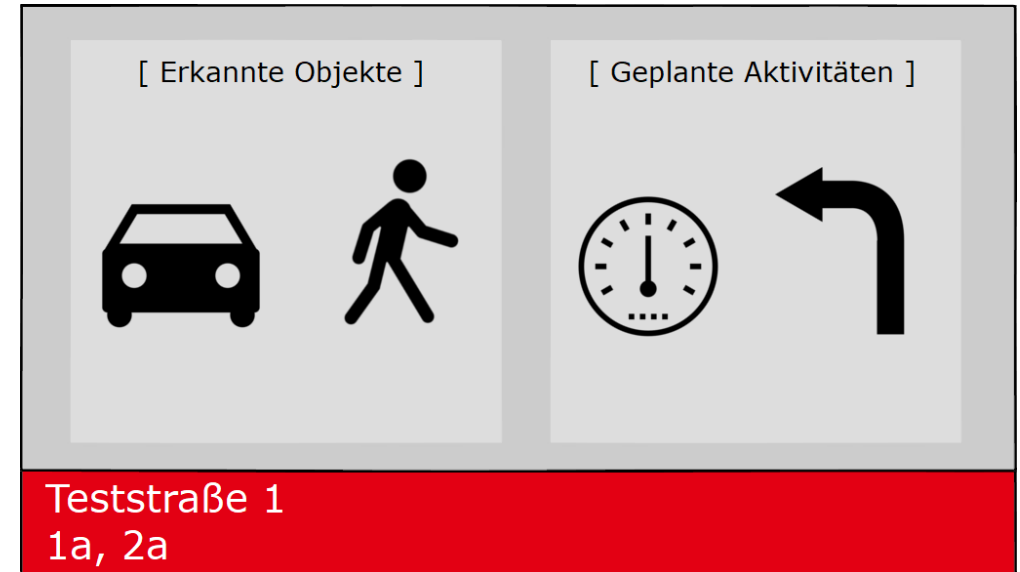 [ Erkannte Objekte ]
[ Geplante Aktivitäten ]
Teststraße 1
1a, 2a